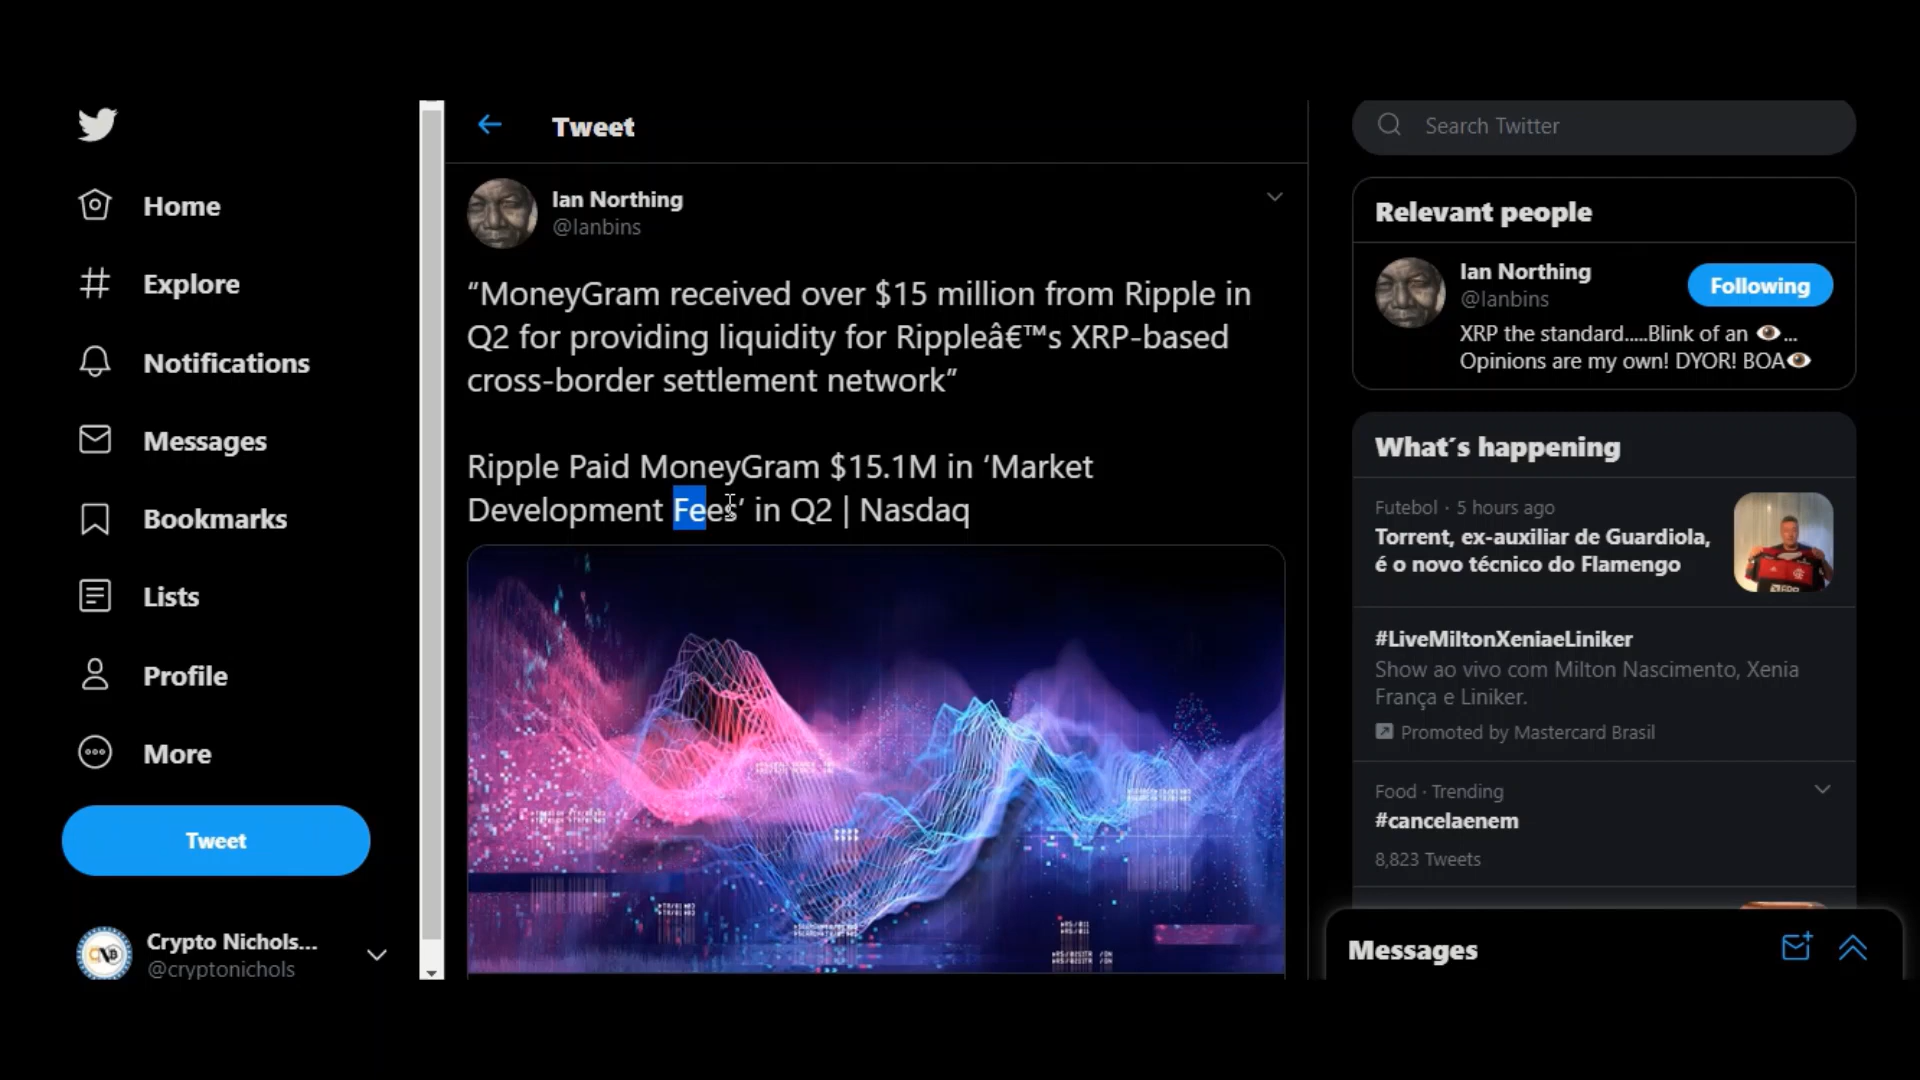 Home
Explore
Notifications
Messages
Bookmarks
Lists
Profile
More
Tweet
Crypto Nichols...
@cryptonichols
Tweet
Ian Northing
@Ianbins
“MoneyGram received over $15 million from Ripple in
Q2 for providing liquidity for Rippleâ€™s XRP-based
cross-border settlement network”
Ripple Paid MoneyGram $15.1M in ‘Market
Development Fees’ in Q2 | Nasdaq
Search Twitter
Relevant people
Ian Northing
@Ianbins
Following
XRP the standard.....Blink of an 👁...
Opinions are my own! DYOR! BOA👁
What´s happening
Futebol · 5 hours ago
Torrent, ex-auxiliar de Guardiola,
é o novo técnico do Flamengo
#LiveMiltonXeniaeLiniker
Show ao vivo com Milton Nascimento, Xenia
França e Liniker.
Promoted by Mastercard Brasil
Food · Trending
#cancelaenem
8,823 Tweets
Messages